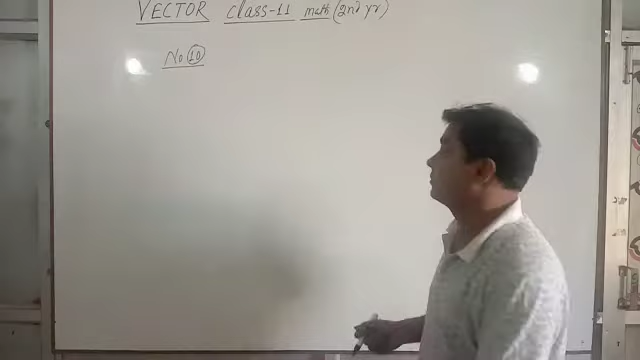 VECTOR class-11 math (2nd yr)
No 10